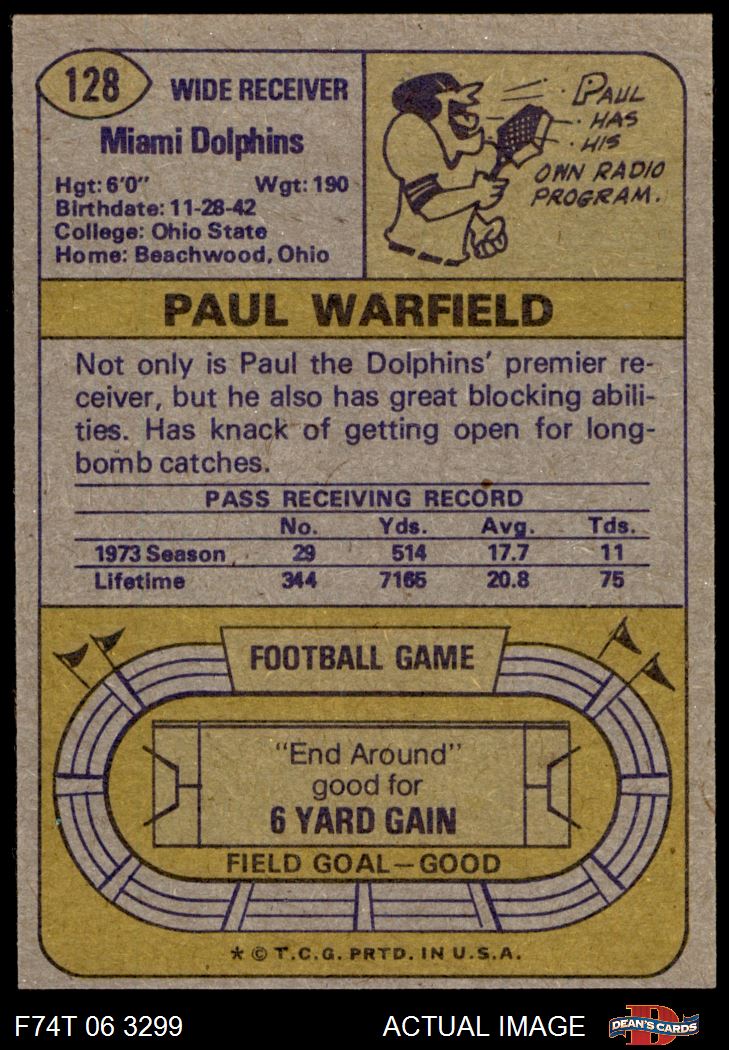 128
WIDE RECEIVER
Miami Dolphins
Hgt: 6'0" Wgt: 190
Birthdate: 11-28-42
College: Ohio State
Home: Beachwood, Ohio
PAUL
HAS
HIS
OWN RADIO
PROGRAM.
PAUL WARFIELD
Not only is Paul the Dolphins' premier re-
ceiver, but he also has great blocking abili-
ties. Has knack of getting open for long-
bomb catches.
PASS RECEIVING RECORD
No. Yds. Avg. Tds.
1973 Season 29 514 17.7 11
Lifetime 344 7165 20.8 75
FOOTBALL GAME
"End Around"
good for
6 YARD GAIN
FIELD GOAL—GOOD
* © T.C.G. PRTD. IN U.S.A.
F74T 06 3299 ACTUAL IMAGE
D
DEAN'S CARDS